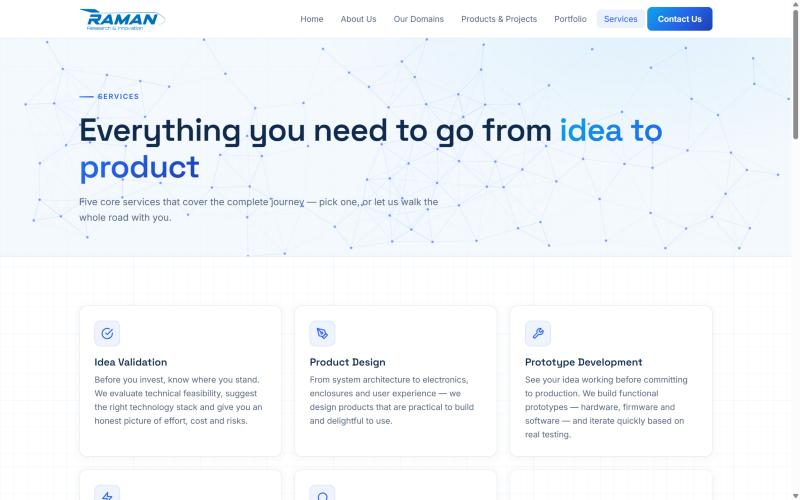 RAMAN
Research & Innovation
Home About Us Our Domains Products & Projects Portfolio Services Contact Us
SERVICES
Everything you need to go from idea to
product
Five core services that cover the complete journey — pick one, or let us walk the
whole road with you.
Idea Validation
Before you invest, know where you stand.
We evaluate technical feasibility, suggest
the right technology stack and give you an
honest picture of effort, cost and risks.
Product Design
From system architecture to electronics,
enclosures and user experience — we
design products that are practical to build
and delightful to use.
Prototype Development
See your idea working before committing
to production. We build functional
prototypes — hardware, firmware and
software — and iterate quickly based on
real testing.